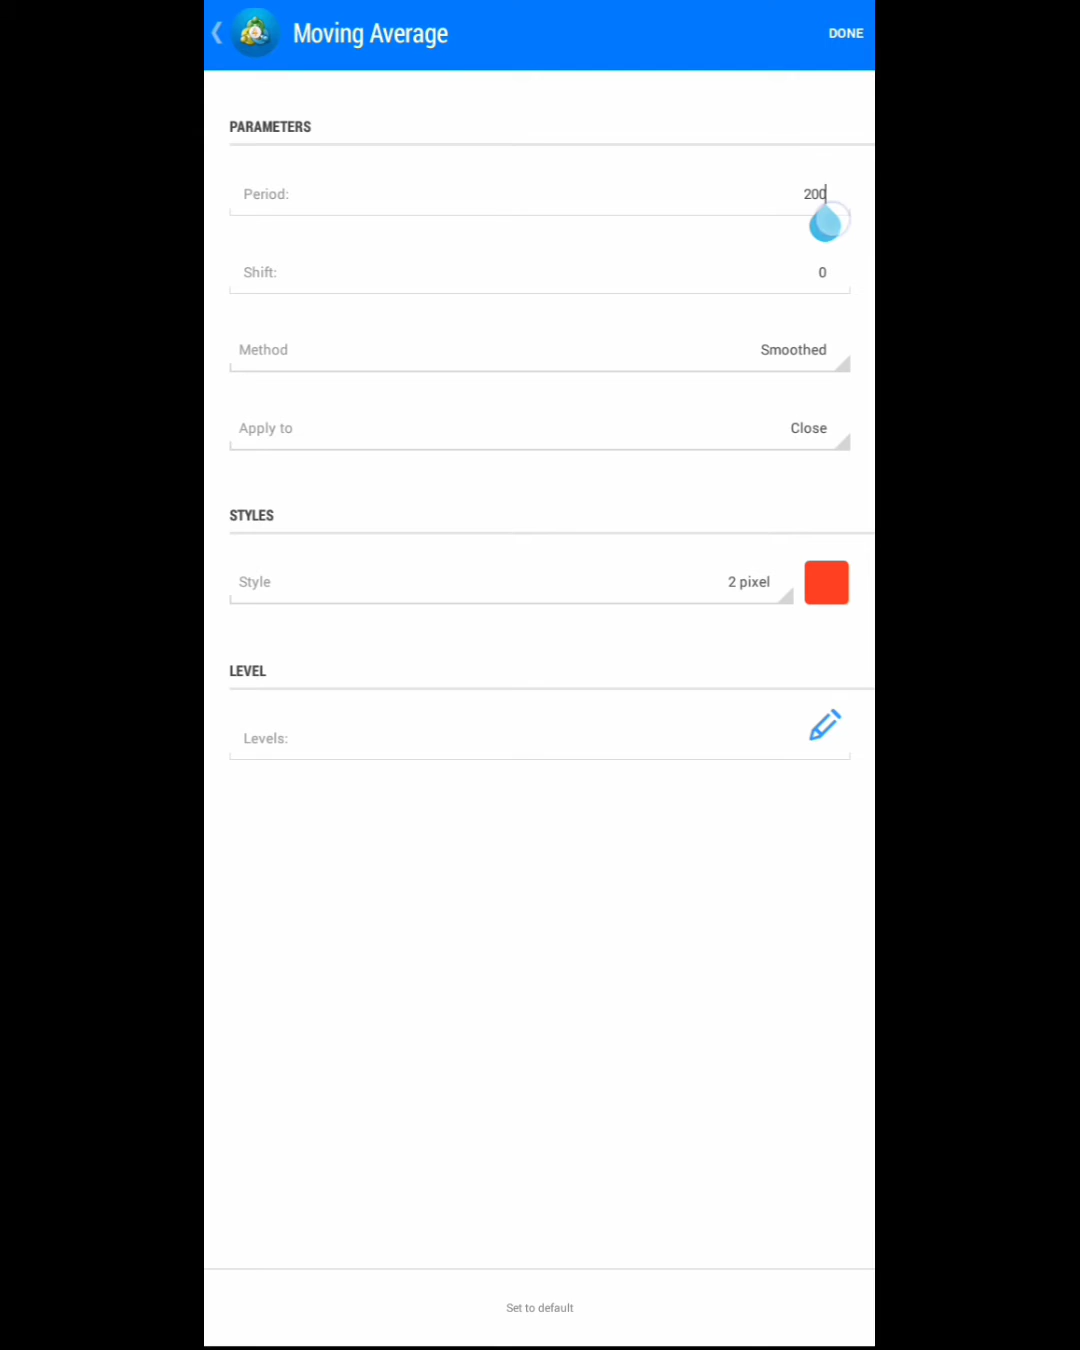 Moving Average
DONE
PARAMETERS
Period: 200
Shift: 0
Method Smoothed
Apply to Close
STYLES
Style 2 pixel
LEVEL
Levels:
Set to default